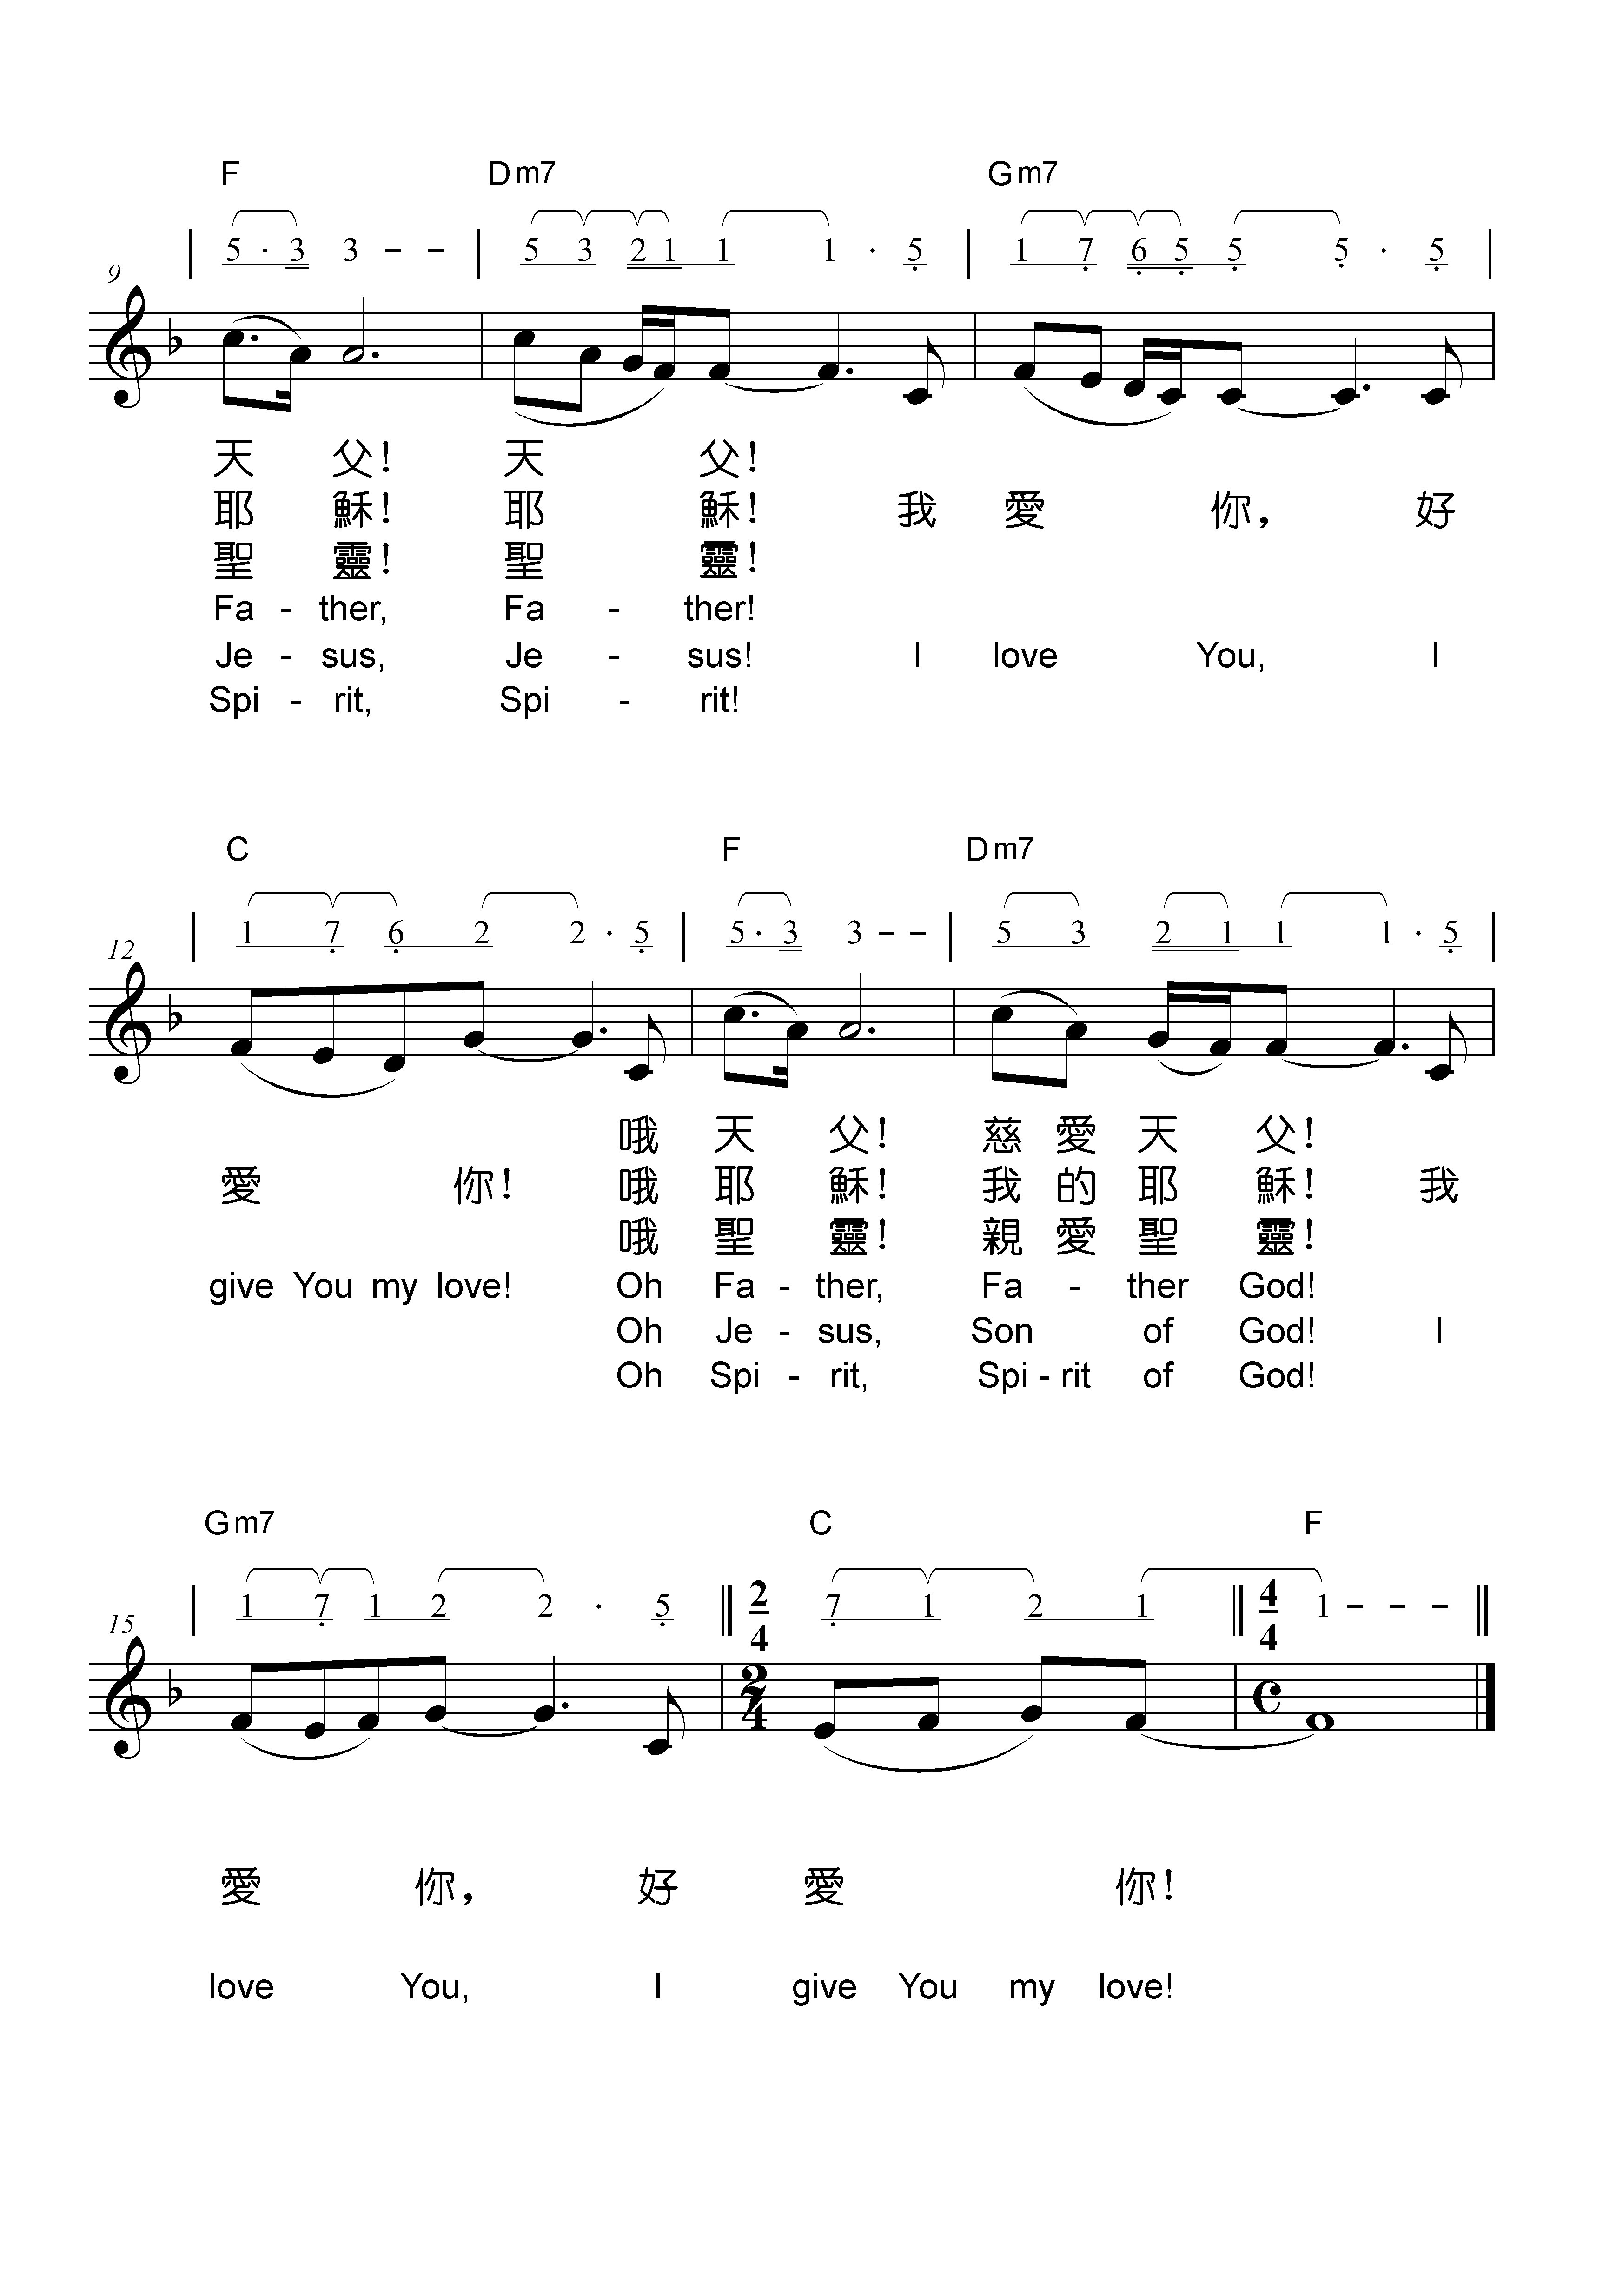 F Dm7 Gm7
| 5 · 3 3 - - | 5 3 2 1 1 1 · 5 | 1 7 6 5 5 5 · 5 |
9
天 父! 天 父!
耶 穌! 耶 穌! 我 愛 你, 好
聖 靈! 聖 靈!
Fa - ther, Fa - ther!
Je - sus, Je - sus! I love You, I
Spi - rit, Spi - rit!
C F Dm7
| 1 7 6 2 2 · 5 | 5 · 3 3 - - | 5 3 2 1 1 1 · 5 |
12
哦 天 父! 慈 愛 天 父!
愛 你! 哦 耶 穌! 我 的 耶 穌! 我
哦 聖 靈! 親 愛 聖 靈!
give You my love! Oh Fa - ther, Fa - ther God!
Oh Je - sus, Son of God! I
Oh Spi - rit, Spi - rit of God!
Gm7 C F
| 1 7 1 2 2 · 5 || 2/4 7 1 2 1 || 4/4 1 - - - ||
15
2 4
愛 你, 好 愛 你!
love You, I give You my love!